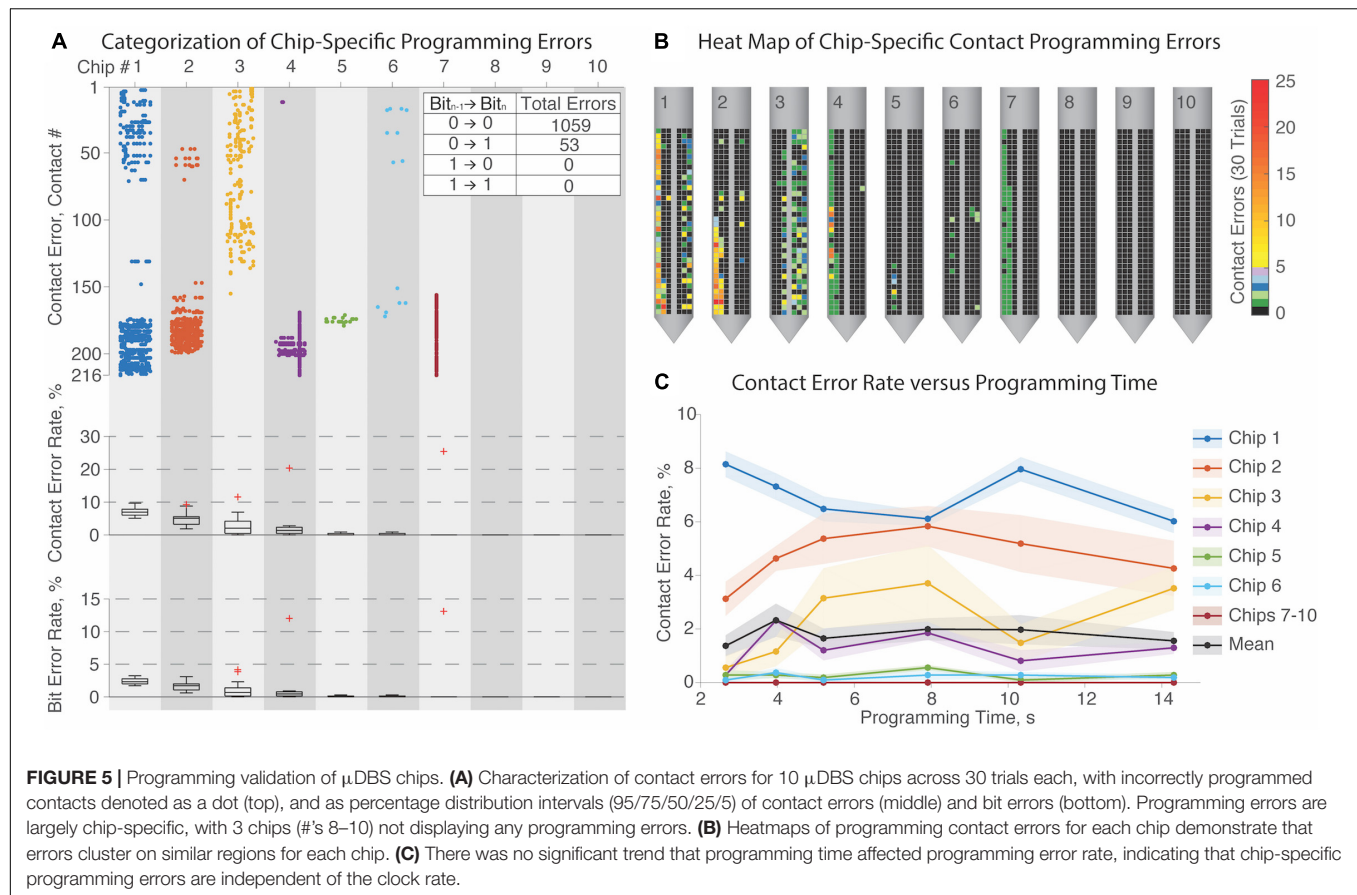 A Categorization of Chip-Specific Programming Errors
Chip # 1 2 3 4 5 6 7 8 9 10
Contact Error, Contact #
1
50
100
150
200
216
Bitn-1→ Bitn Total Errors
0 → 0 1059
0 → 1 53
1 → 0 0
1 → 1 0
Contact Error Rate, %
30
20
10
0
Bit Error Rate, %
15
10
5
0
B Heat Map of Chip-Specific Contact Programming Errors
1 2 3 4 5 6 7 8 9 10
Contact Errors (30 Trials)
25
20
15
10
5
0
C Contact Error Rate versus Programming Time
Contact Error Rate, %
10
8
6
4
2
0
2 4 6 8 10 12 14
Programming Time, s
Chip 1
Chip 2
Chip 3
Chip 4
Chip 5
Chip 6
Chips 7-10
Mean
FIGURE 5 | Programming validation of μDBS chips. (A) Characterization of contact errors for 10 μDBS chips across 30 trials each, with incorrectly programmed
contacts denoted as a dot (top), and as percentage distribution intervals (95/75/50/25/5) of contact errors (middle) and bit errors (bottom). Programming errors are
largely chip-specific, with 3 chips (#'s 8–10) not displaying any programming errors. (B) Heatmaps of programming contact errors for each chip demonstrate that
errors cluster on similar regions for each chip. (C) There was no significant trend that programming time affected programming error rate, indicating that chip-specific
programming errors are independent of the clock rate.